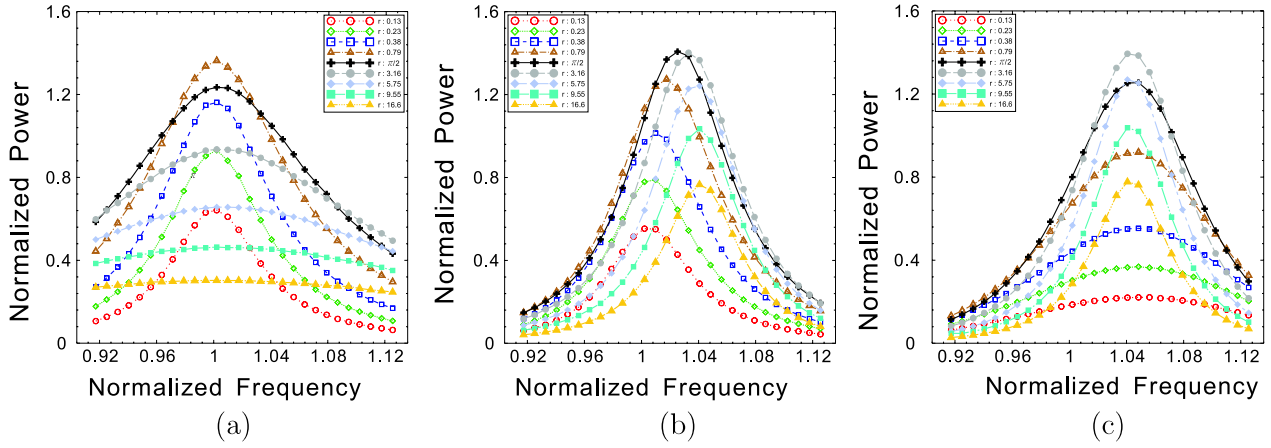 1.6
1.2
0.8
0.4
0
Normalized Power
r : 0.13
r : 0.23
r : 0.38
r : 0.79
r : π/2
r : 3.16
r : 5.75
r : 9.55
r : 16.6
0.92 0.96 1 1.04 1.08 1.12
Normalized Frequency
(a)
1.6
1.2
0.8
0.4
0
Normalized Power
r : 0.13
r : 0.23
r : 0.38
r : 0.79
r : π/2
r : 3.16
r : 5.75
r : 9.55
r : 16.6
0.92 0.96 1 1.04 1.08 1.12
Normalized Frequency
(b)
1.6
1.2
0.8
0.4
0
Normalized Power
r : 0.13
r : 0.23
r : 0.38
r : 0.79
r : π/2
r : 3.16
r : 5.75
r : 9.55
r : 16.6
0.92 0.96 1 1.04 1.08 1.12
Normalized Frequency
(c)